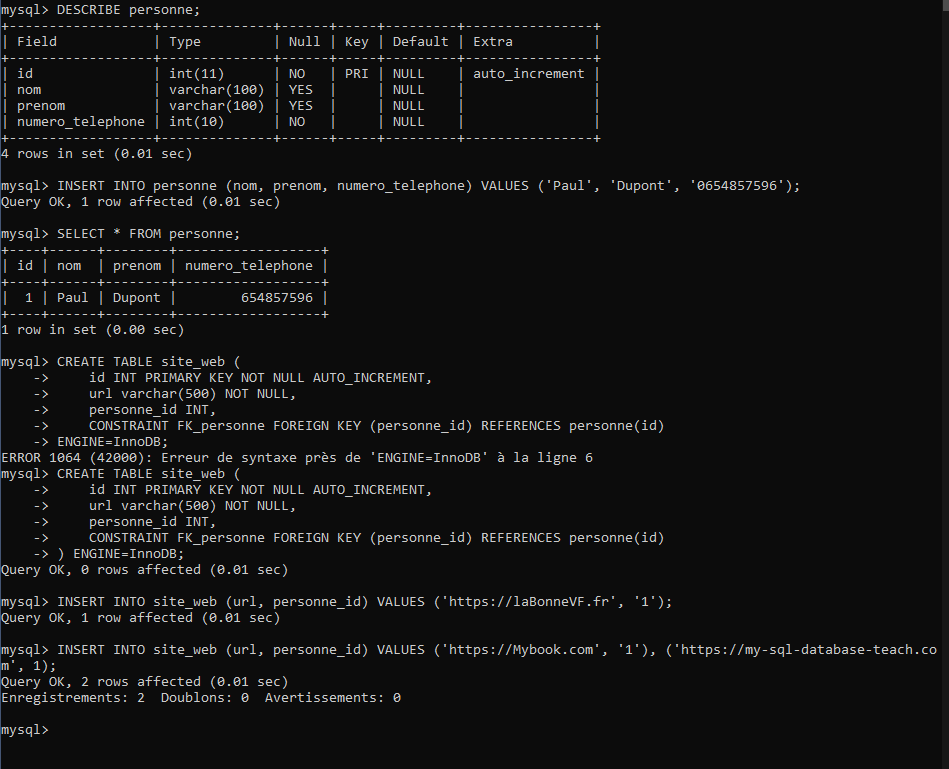 mysql> DESCRIBE personne;
+------------------+--------------+------+-----+---------+----------------+
| Field            | Type         | Null | Key | Default | Extra          |
+------------------+--------------+------+-----+---------+----------------+
| id               | int(11)      | NO   | PRI | NULL    | auto_increment |
| nom              | varchar(100) | YES  |     | NULL    |                |
| prenom           | varchar(100) | YES  |     | NULL    |                |
| numero_telephone | int(10)      | NO   |     | NULL    |                |
+------------------+--------------+------+-----+---------+----------------+
4 rows in set (0.01 sec)

mysql> INSERT INTO personne (nom, prenom, numero_telephone) VALUES ('Paul', 'Dupont', '0654857596');
Query OK, 1 row affected (0.01 sec)

mysql> SELECT * FROM personne;
+----+------+--------+------------------+
| id | nom  | prenom | numero_telephone |
+----+------+--------+------------------+
|  1 | Paul | Dupont |        654857596 |
+----+------+--------+------------------+
1 row in set (0.00 sec)

mysql> CREATE TABLE site_web (
    ->     id INT PRIMARY KEY NOT NULL AUTO_INCREMENT,
    ->     url varchar(500) NOT NULL,
    ->     personne_id INT,
    ->     CONSTRAINT FK_personne FOREIGN KEY (personne_id) REFERENCES personne(id)
    -> ENGINE=InnoDB;
ERROR 1064 (42000): Erreur de syntaxe près de 'ENGINE=InnoDB' à la ligne 6
mysql> CREATE TABLE site_web (
    ->     id INT PRIMARY KEY NOT NULL AUTO_INCREMENT,
    ->     url varchar(500) NOT NULL,
    ->     personne_id INT,
    ->     CONSTRAINT FK_personne FOREIGN KEY (personne_id) REFERENCES personne(id)
    -> ) ENGINE=InnoDB;
Query OK, 0 rows affected (0.01 sec)

mysql> INSERT INTO site_web (url, personne_id) VALUES ('https://laBonneVF.fr', '1');
Query OK, 1 row affected (0.01 sec)

mysql> INSERT INTO site_web (url, personne_id) VALUES ('https://Mybook.com', '1'), ('https://my-sql-database-teach.co
m', 1);
Query OK, 2 rows affected (0.01 sec)
Enregistrements: 2  Doublons: 0  Avertissements: 0

mysql>